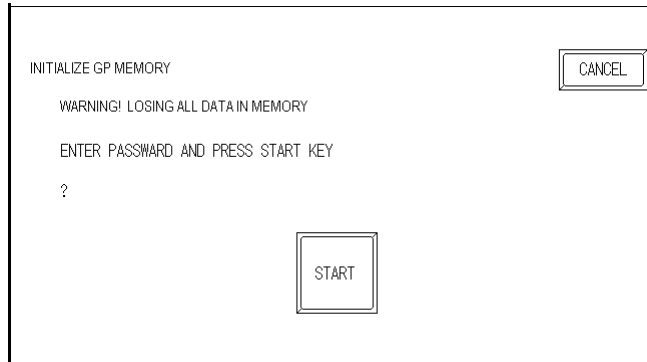 INITIALIZE GP MEMORY
CANCEL
WARNING! LOSING ALL DATA IN MEMORY
ENTER PASSWARD AND PRESS START KEY
?
START